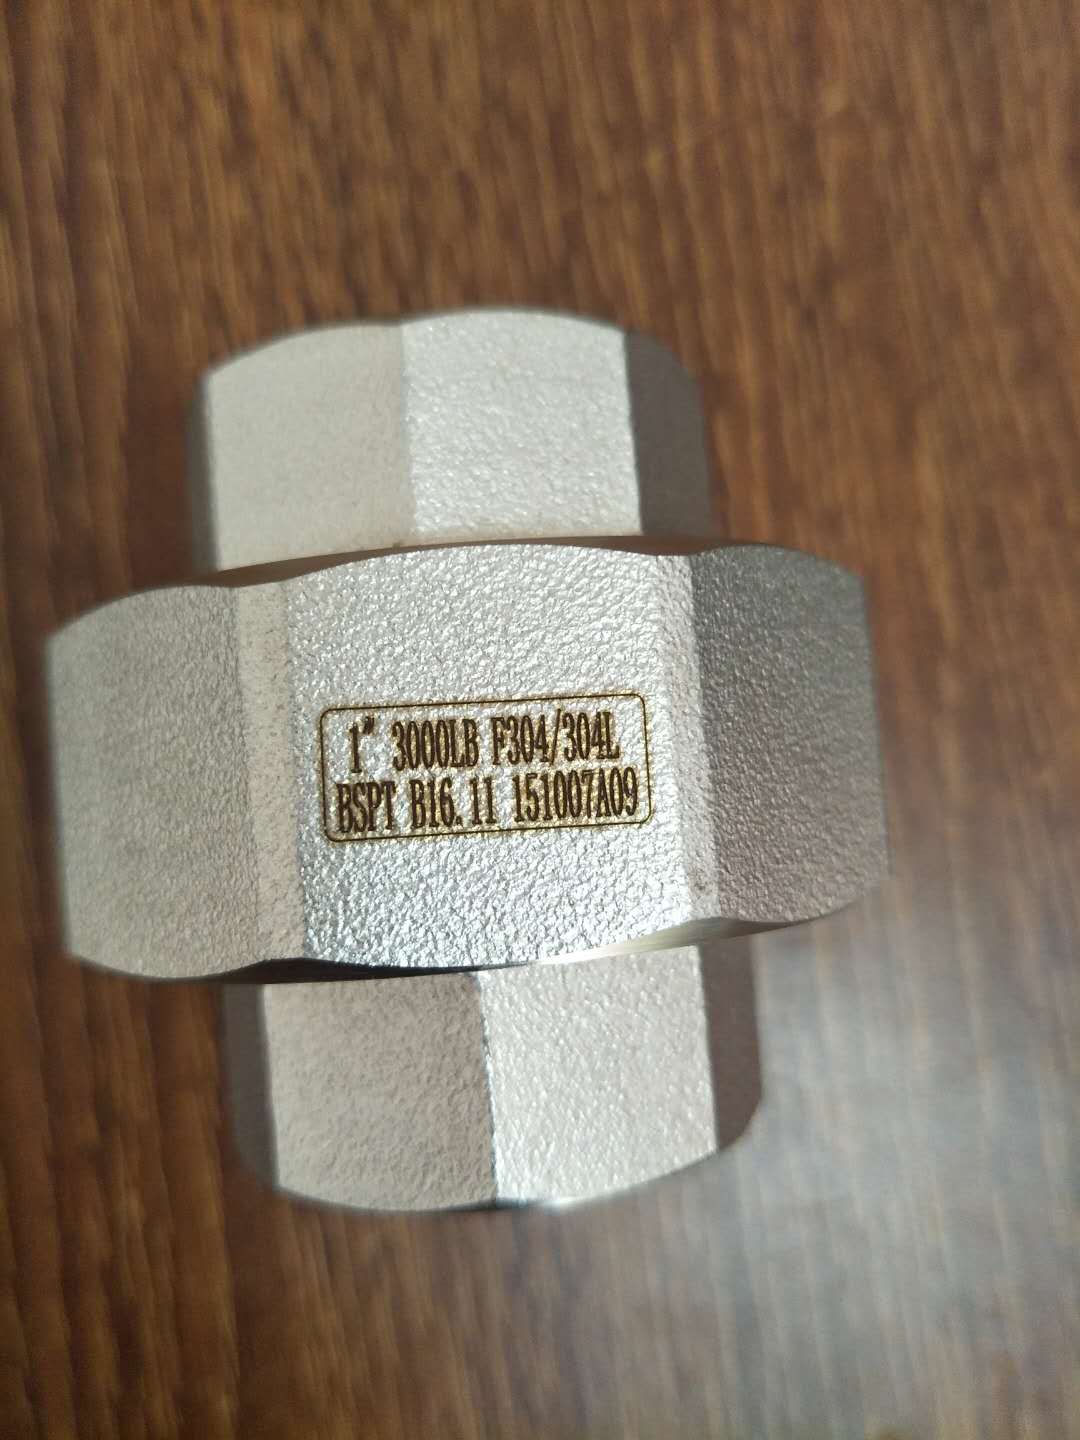 1" 3000LB F304/304L
BSPT B16.11 151007A09